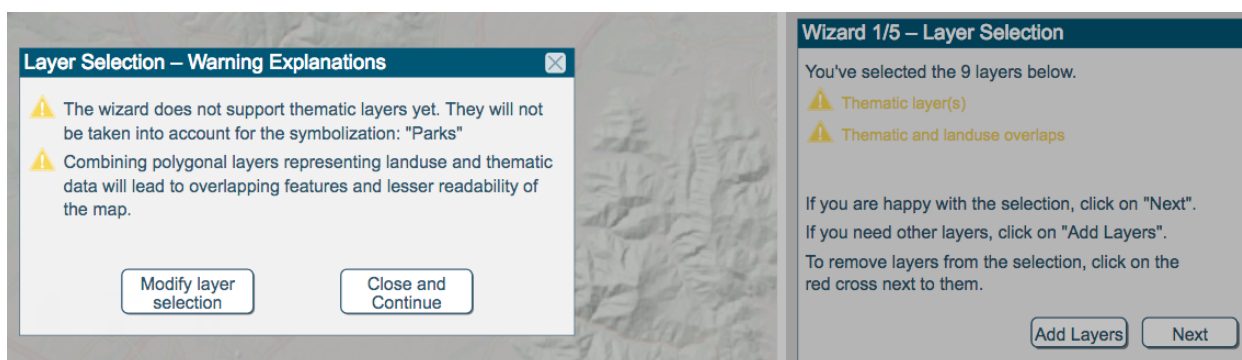 Layer Selection – Warning Explanations
The wizard does not support thematic layers yet. They will not
be taken into account for the symbolization: "Parks"
Combining polygonal layers representing landuse and thematic
data will lead to overlapping features and lesser readability of
the map.
Modify layer
selection
Close and
Continue
Wizard 1/5 – Layer Selection
You've selected the 9 layers below.
Thematic layer(s)
Thematic and landuse overlaps
If you are happy with the selection, click on "Next".
If you need other layers, click on "Add Layers".
To remove layers from the selection, click on the
red cross next to them.
Add Layers
Next